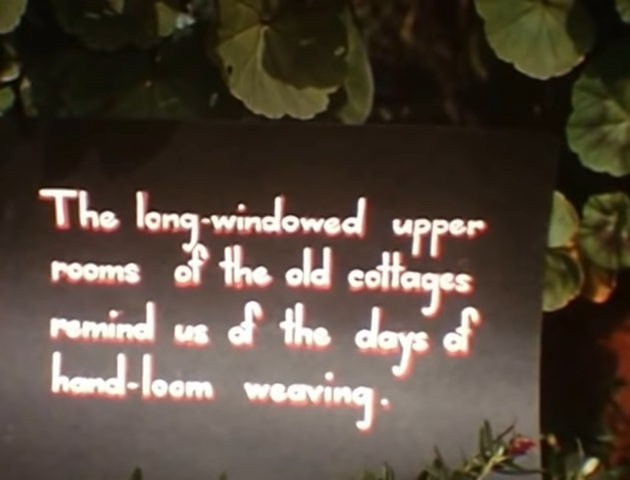 The long-windowed upper
rooms of the old cottages
remind us of the days of
hand-loom weaving.